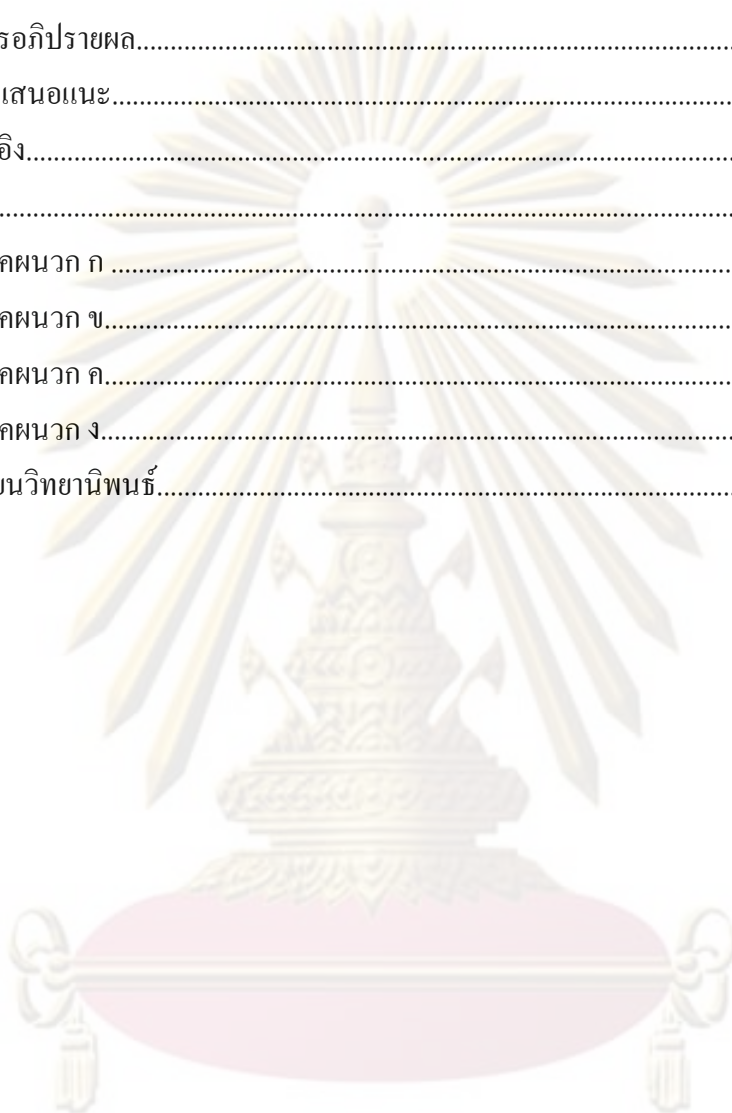 รอภิปรายผล
เสนอแนะ
อิง
คผนวก ก
คผนวก ข
คผนวก ค
คผนวก ง
ยนวิทยานิพนธ์